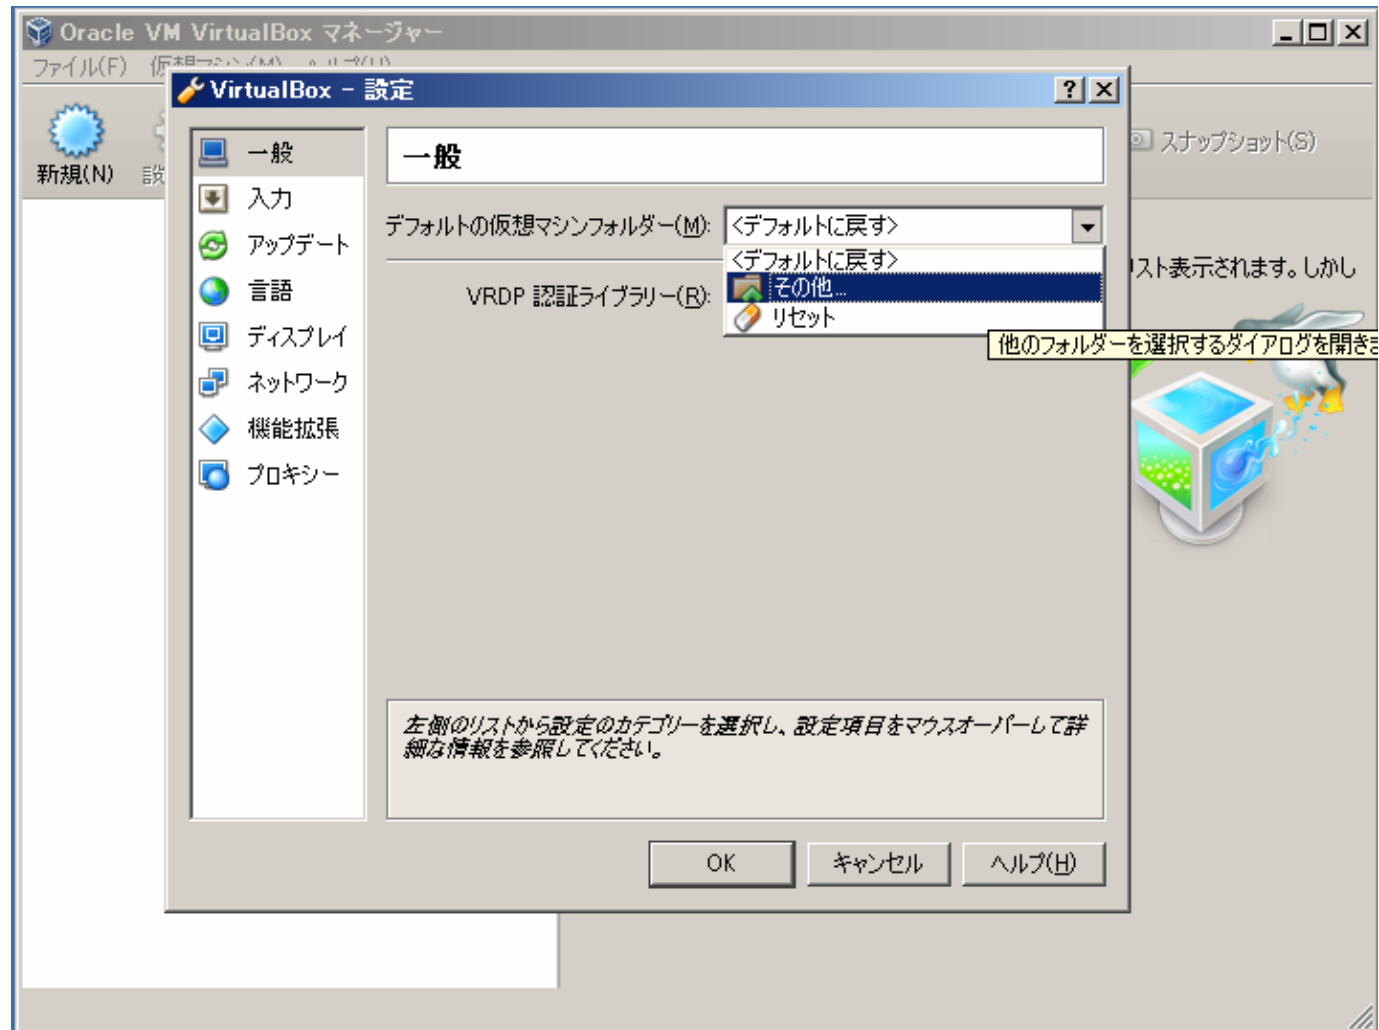 Oracle VM VirtualBox マネージャー
ファイル(F)
VirtualBox - 設定
新規(N)
スナップショット(S)
一般
入力
アップデート
言語
ディスプレイ
ネットワーク
機能拡張
プロキシー
一般
デフォルトの仮想マシンフォルダー(M):
<デフォルトに戻す>
<デフォルトに戻す>
その他...
リセット
VRDP 認証ライブラリー(R):
他のフォルダーを選択するダイアログを開き
スト表示されます。しかし
左側のリストから設定のカテゴリーを選択し、設定項目をマウスオーバーして詳
細な情報を参照してください。
OK
キャンセル
ヘルプ(H)